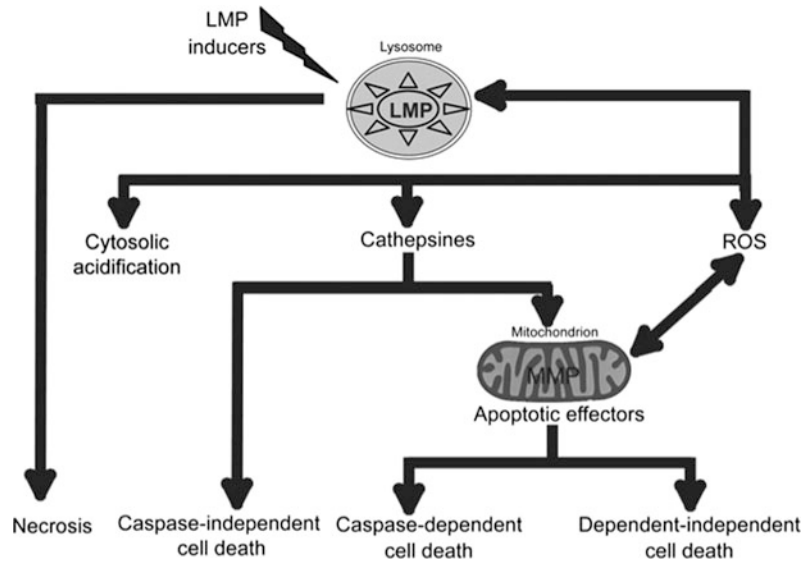 LMP
inducers
Lysosome
LMP
Cytosolic
acidification
Cathepsines
ROS
Mitochondrion
MMP
Apoptotic effectors
Necrosis
Caspase-independent
cell death
Caspase-dependent
cell death
Dependent-independent
cell death